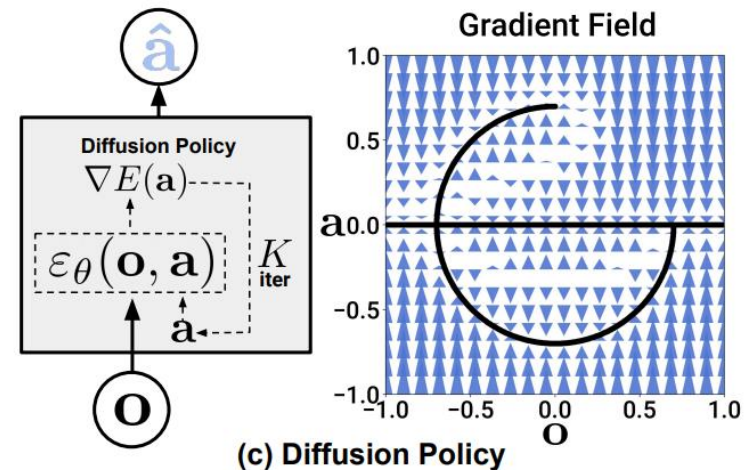 â
Diffusion Policy
∇E(a)
ε_θ(o, a)
K
iter
a
o
Gradient Field
1.0
0.5
a 0.0
−0.5
−1.0
−1.0 −0.5 0.0 0.5 1.0
o
(c) Diffusion Policy